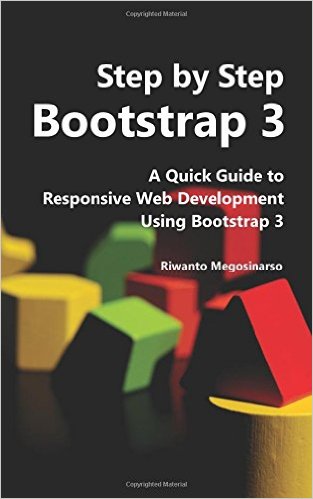 Copyrighted Material
Step by Step
Bootstrap 3
A Quick Guide to
Responsive Web Development
Using Bootstrap 3
Riwanto Megosinarso
Copyrighted Material